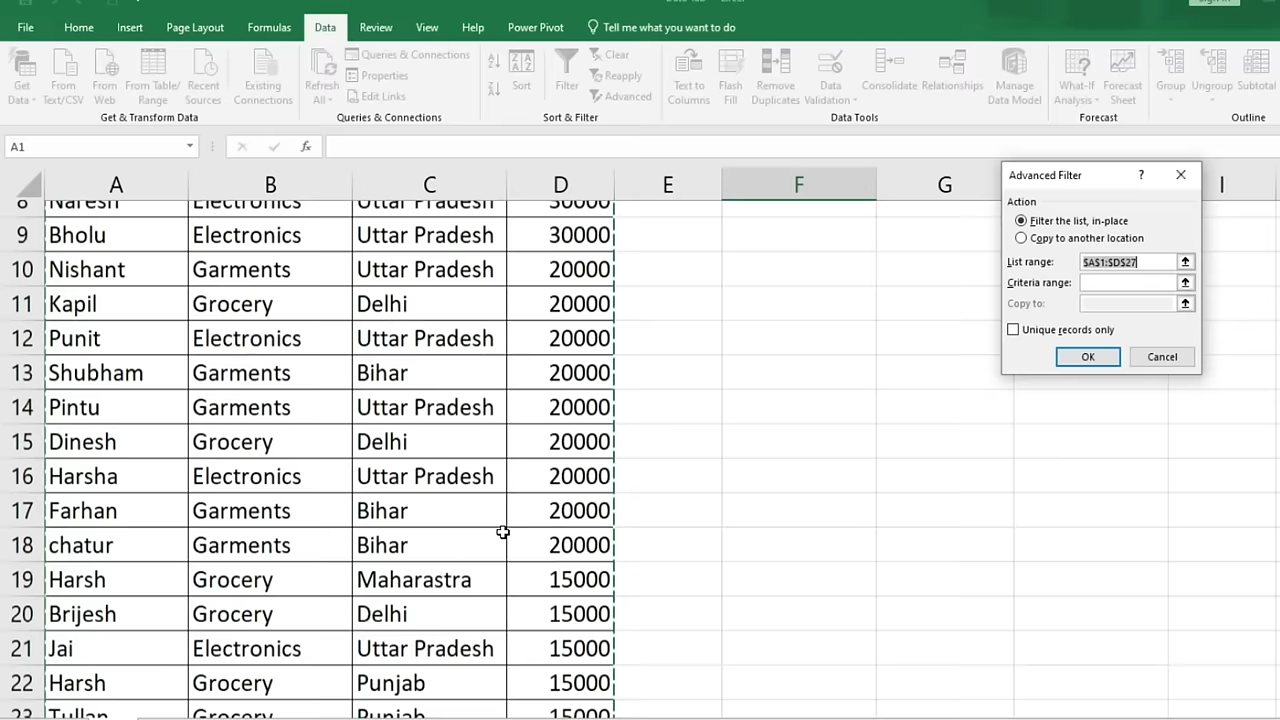 File Home Insert Page Layout Formulas Data Review View Help Power Pivot Tell me what you want to do
Get Data
From Text/CSV
From Web
From Table/ Range
Recent Sources
Existing Connections
Get & Transform Data
Refresh All
Queries & Connections
Properties
Edit Links
Queries & Connections
Sort
Filter
Clear
Reapply
Advanced
Sort & Filter
Text to Columns
Flash Fill
Remove Duplicates
Data Validation
Consolidate
Relationships
Manage Data Model
Data Tools
What-If Analysis
Forecast Sheet
Forecast
Group
Ungroup
Subtotal
Outline
A1 fx
A B C D E F G I
8 Naresh Electronics Uttar Pradesh 30000
9 Bholu Electronics Uttar Pradesh 30000
10 Nishant Garments Uttar Pradesh 20000
11 Kapil Grocery Delhi 20000
12 Punit Electronics Uttar Pradesh 20000
13 Shubham Garments Bihar 20000
14 Pintu Garments Uttar Pradesh 20000
15 Dinesh Grocery Delhi 20000
16 Harsha Electronics Uttar Pradesh 20000
17 Farhan Garments Bihar 20000
18 chatur Garments Bihar 20000
19 Harsh Grocery Maharastra 15000
20 Brijesh Grocery Delhi 15000
21 Jai Electronics Uttar Pradesh 15000
22 Harsh Grocery Punjab 15000
23 Tullan Grocery Punjab 15000
Advanced Filter ?
Action
Filter the list, in-place
Copy to another location
List range: $A$1:$D$27
Criteria range:
Copy to:
Unique records only
OK Cancel